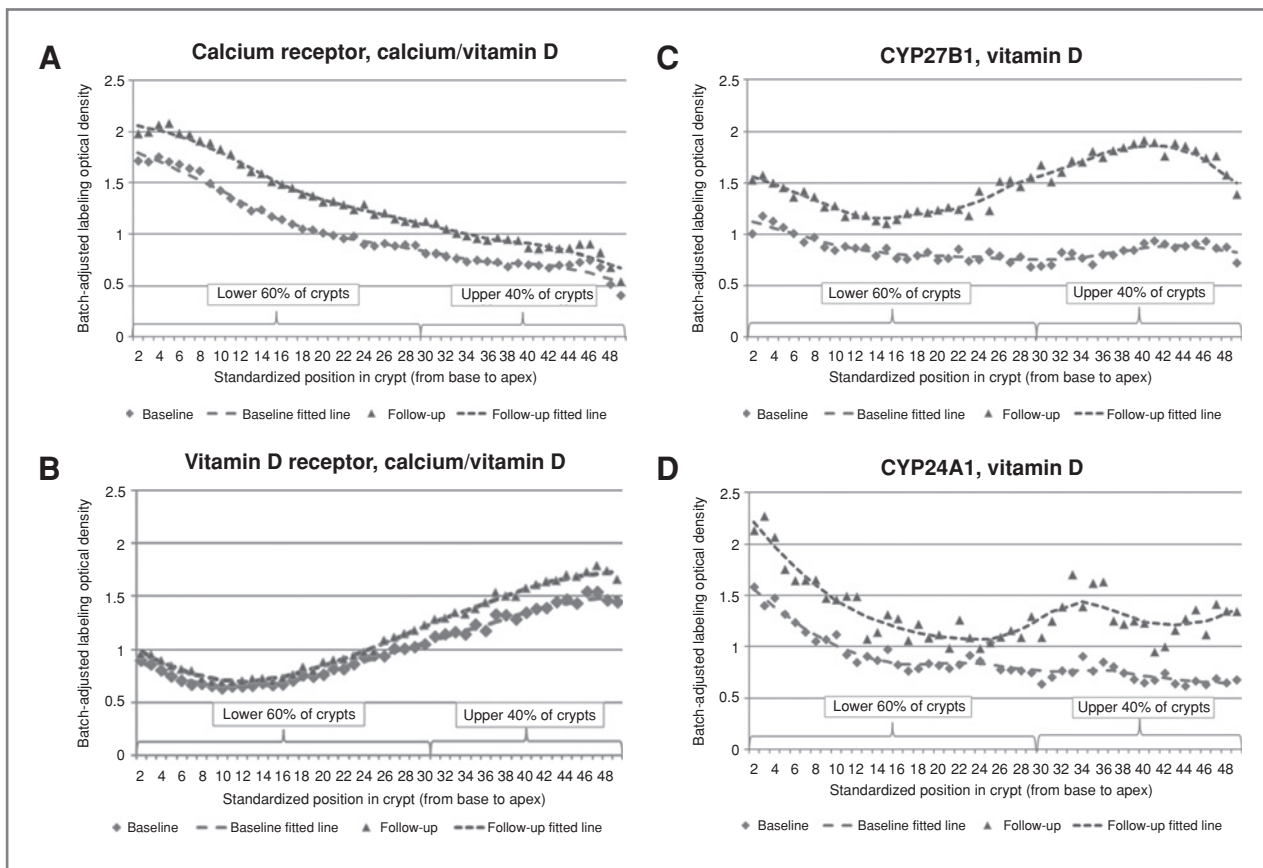 A
Calcium receptor, calcium/vitamin D
Batch-adjusted labeling optical density
2.5
2
1.5
1
0.5
0
Lower 60% of crypts
Upper 40% of crypts
2 4 6 8 10 12 14 16 18 20 22 24 26 28 30 32 34 36 38 40 42 44 46 48
Standardized position in crypt (from base to apex)
Baseline Baseline fitted line Follow-up Follow-up fitted line
B
Vitamin D receptor, calcium/vitamin D
Batch-adjusted labeling optical density
2.5
2
1.5
1
0.5
0
Lower 60% of crypts
Upper 40% of crypts
2 4 6 8 10 12 14 16 18 20 22 24 26 28 30 32 34 36 38 40 42 44 46 48
Standardized position in crypt (from base to apex)
Baseline Baseline fitted line Follow-up Follow-up fitted line
C
CYP27B1, vitamin D
Batch-adjusted labeling optical density
2.5
2
1.5
1
0.5
0
Lower 60% of crypts
Upper 40% of crypts
2 4 6 8 10 12 14 16 18 20 22 24 26 28 30 32 34 36 38 40 42 44 46 48
Standardized position in crypt (from base to apex)
Baseline Baseline fitted line Follow-up Follow-up fitted line
D
CYP24A1, vitamin D
Batch-adjusted labeling optical density
2.5
2
1.5
1
0.5
0
Lower 60% of crypts
Upper 40% of crypts
2 4 6 8 10 12 14 16 18 20 22 24 26 28 30 32 34 36 38 40 42 44 46 48
Standardized position in crypt (from base to apex)
Baseline Baseline fitted line Follow-up Follow-up fitted line